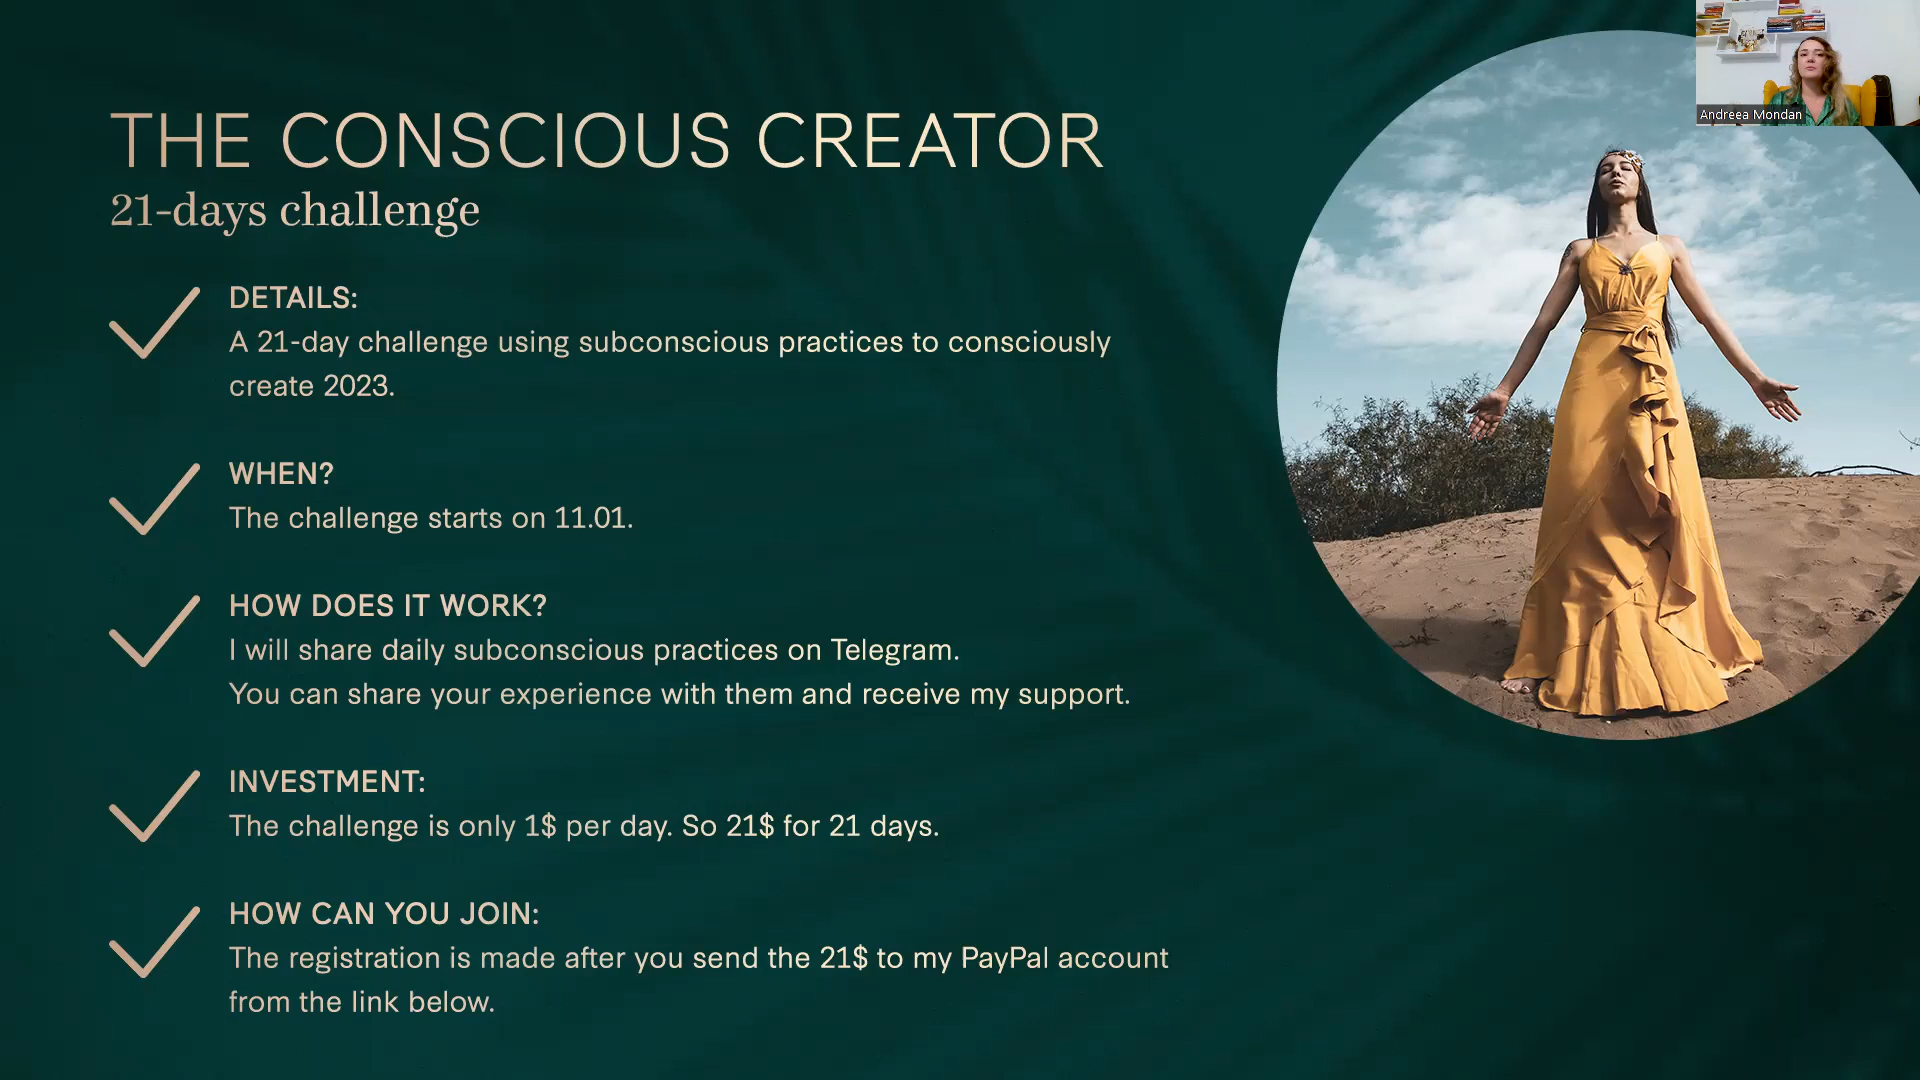 THE CONSCIOUS CREATOR
21-days challenge
DETAILS:
A 21-day challenge using subconscious practices to consciously
create 2023.
WHEN?
The challenge starts on 11.01.
HOW DOES IT WORK?
I will share daily subconscious practices on Telegram.
You can share your experience with them and receive my support.
INVESTMENT:
The challenge is only 1$ per day. So 21$ for 21 days.
HOW CAN YOU JOIN:
The registration is made after you send the 21$ to my PayPal account
from the link below.
Andreea Mondan